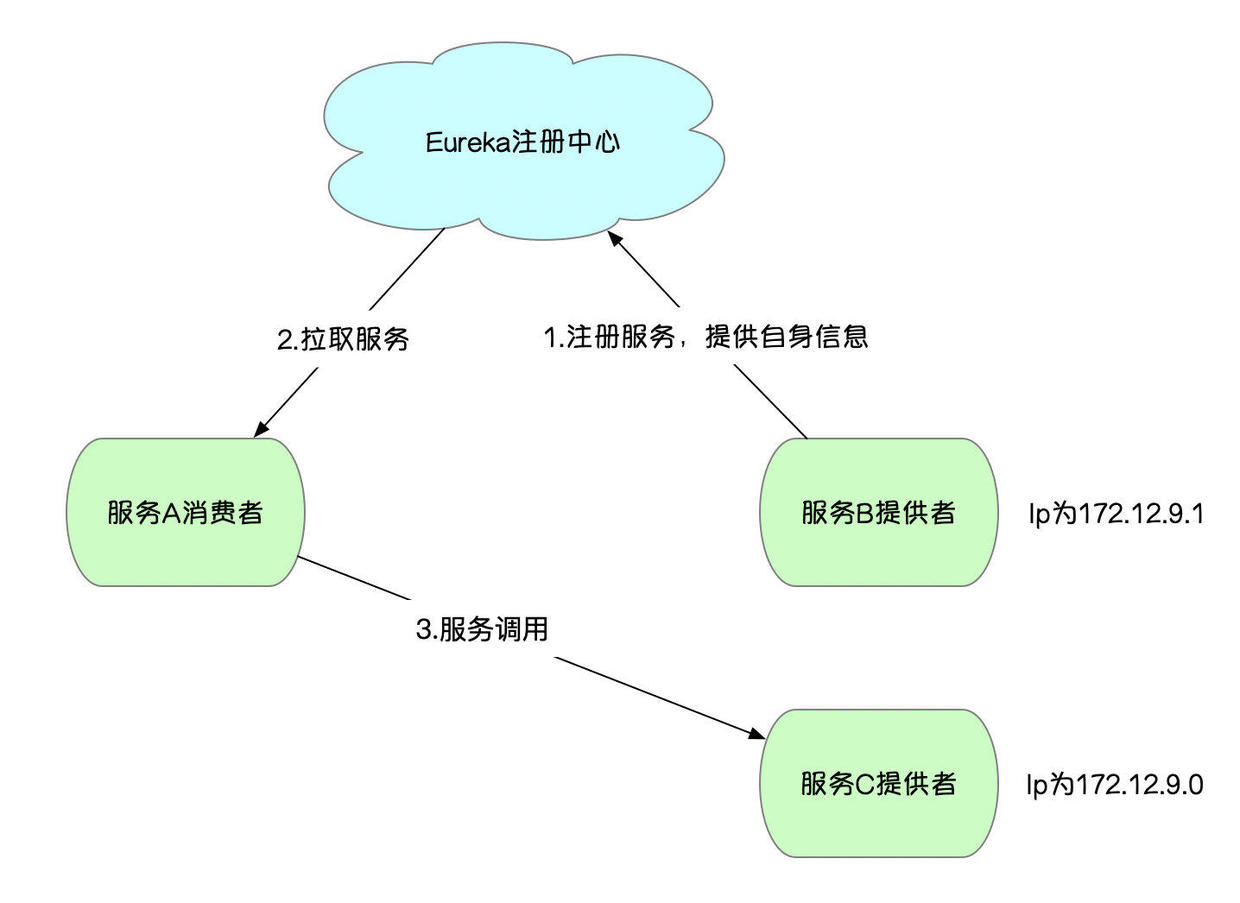 Eureka注册中心
2.拉取服务
1.注册服务，提供自身信息
服务A消费者
服务B提供者
Ip为172.12.9.1
3.服务调用
服务C提供者
Ip为172.12.9.0